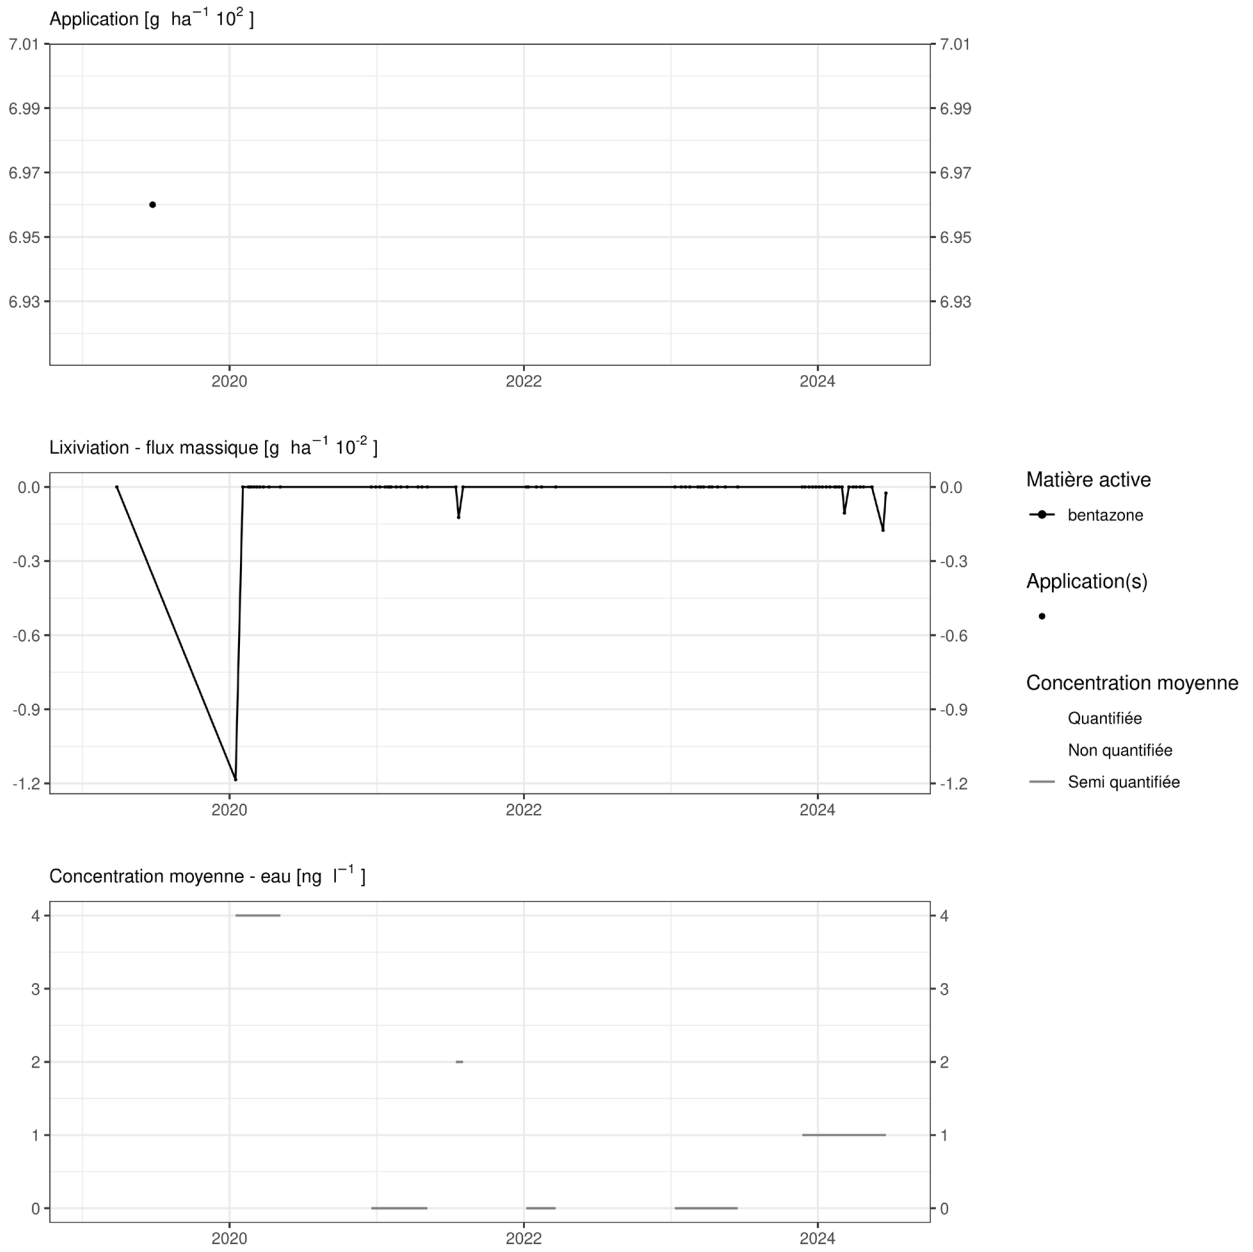 Application [g ha⁻¹ 10² ]
7.01 7.01
6.99 6.99
6.97 6.97
6.95 6.95
6.93 6.93
2020 2022 2024
Lixiviation - flux massique [g ha⁻¹ 10⁻² ]
0.0 0.0
-0.3 -0.3
-0.6 -0.6
-0.9 -0.9
-1.2 -1.2
2020 2022 2024
Matière active
bentazone
Application(s)
Concentration moyenne
Quantifiée
Non quantifiée
Semi quantifiée
Concentration moyenne - eau [ng l⁻¹ ]
4 4
3 3
2 2
1 1
0 0
2020 2022 2024